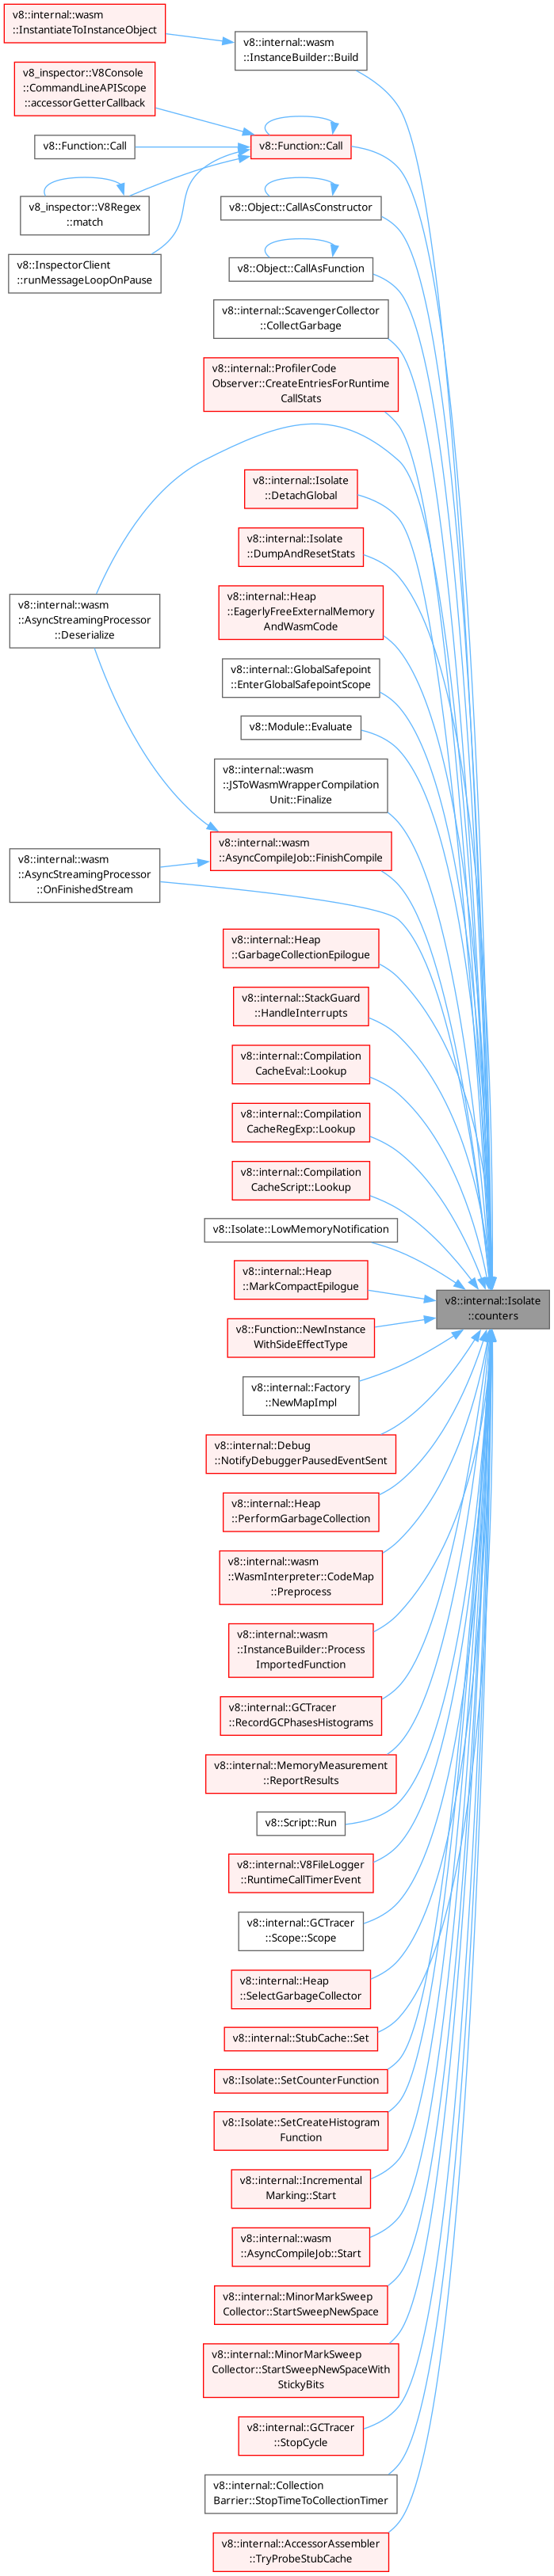 v8::internal::wasm
::InstantiateToInstanceObject
v8::internal::wasm
::InstanceBuilder::Build
v8_inspector::V8Console
::CommandLineAPIScope
::accessorGetterCallback
v8::Function::Call
v8::Function::Call
v8_inspector::V8Regex
::match
v8::Object::CallAsConstructor
v8::InspectorClient
::runMessageLoopOnPause
v8::Object::CallAsFunction
v8::internal::ScavengerCollector
::CollectGarbage
v8::internal::ProfilerCode
Observer::CreateEntriesForRuntime
CallStats
v8::internal::Isolate
::DetachGlobal
v8::internal::Isolate
::DumpAndResetStats
v8::internal::Heap
::EagerlyFreeExternalMemory
AndWasmCode
v8::internal::wasm
::AsyncStreamingProcessor
::Deserialize
v8::internal::GlobalSafepoint
::EnterGlobalSafepointScope
v8::Module::Evaluate
v8::internal::wasm
::JSToWasmWrapperCompilation
Unit::Finalize
v8::internal::wasm
::AsyncCompileJob::FinishCompile
v8::internal::wasm
::AsyncStreamingProcessor
::OnFinishedStream
v8::internal::Heap
::GarbageCollectionEpilogue
v8::internal::StackGuard
::HandleInterrupts
v8::internal::Compilation
CacheEval::Lookup
v8::internal::Compilation
CacheRegExp::Lookup
v8::internal::Compilation
CacheScript::Lookup
v8::Isolate::LowMemoryNotification
v8::internal::Heap
::MarkCompactEpilogue
v8::internal::Isolate
::counters
v8::Function::NewInstance
WithSideEffectType
v8::internal::Factory
::NewMapImpl
v8::internal::Debug
::NotifyDebuggerPausedEventSent
v8::internal::Heap
::PerformGarbageCollection
v8::internal::wasm
::WasmInterpreter::CodeMap
::Preprocess
v8::internal::wasm
::InstanceBuilder::Process
ImportedFunction
v8::internal::GCTracer
::RecordGCPhasesHistograms
v8::internal::MemoryMeasurement
::ReportResults
v8::Script::Run
v8::internal::V8FileLogger
::RuntimeCallTimerEvent
v8::internal::GCTracer
::Scope::Scope
v8::internal::Heap
::SelectGarbageCollector
v8::internal::StubCache::Set
v8::Isolate::SetCounterFunction
v8::Isolate::SetCreateHistogram
Function
v8::internal::Incremental
Marking::Start
v8::internal::wasm
::AsyncCompileJob::Start
v8::internal::MinorMarkSweep
Collector::StartSweepNewSpace
v8::internal::MinorMarkSweep
Collector::StartSweepNewSpaceWith
StickyBits
v8::internal::GCTracer
::StopCycle
v8::internal::Collection
Barrier::StopTimeToCollectionTimer
v8::internal::AccessorAssembler
::TryProbeStubCache